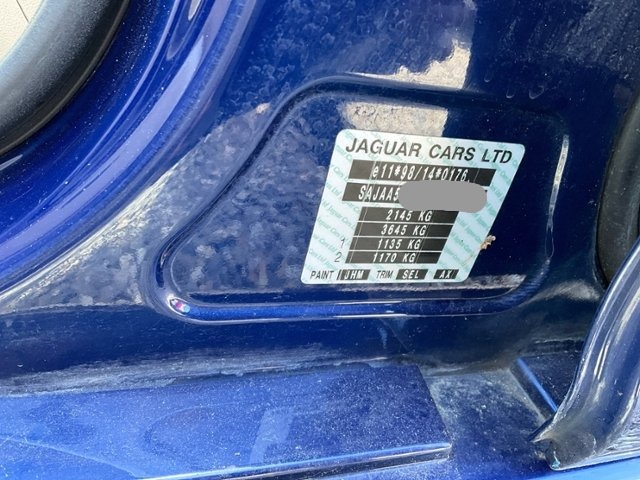 JAGUAR CARS LTD
e11*98/14*0176
SAJAA5
2145 KG
3645 KG
1 1135 KG
2 1170 KG
PAINT JHM TRIM SEL AX